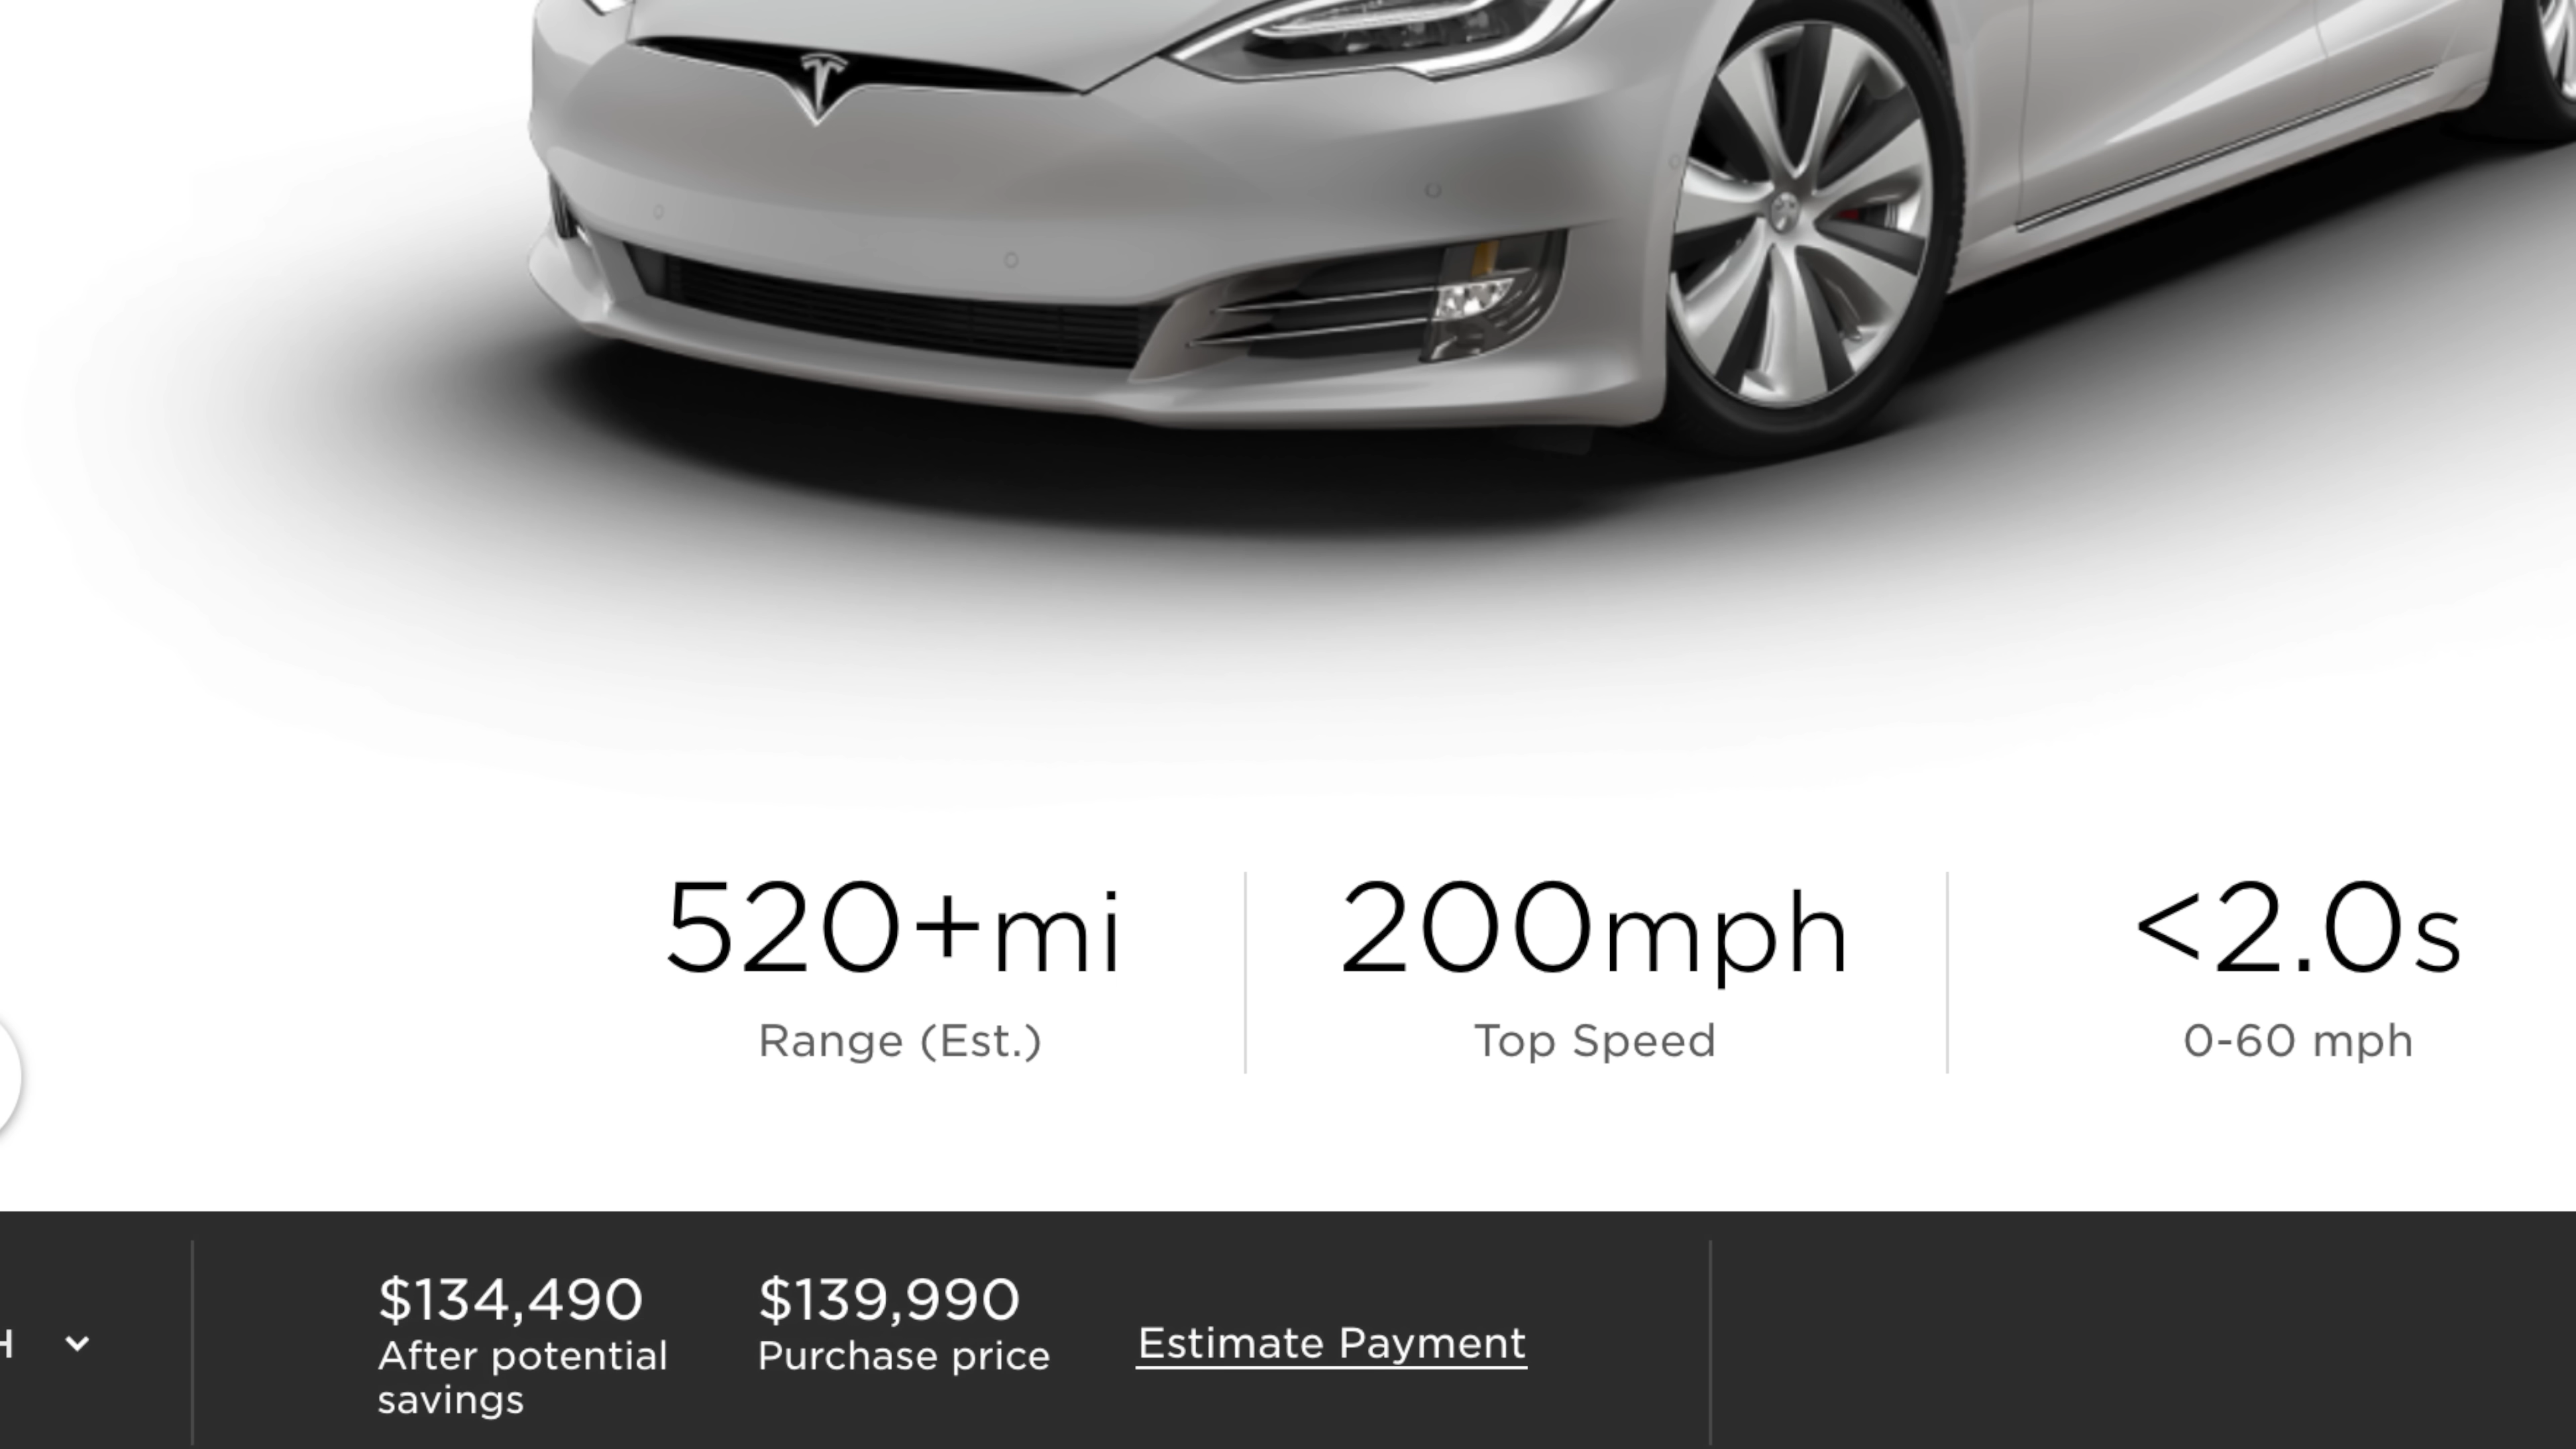 520+mi
Range (Est.)
200mph
Top Speed
<2.0s
0-60 mph
$134,490
After potential
savings
$139,990
Purchase price
Estimate Payment